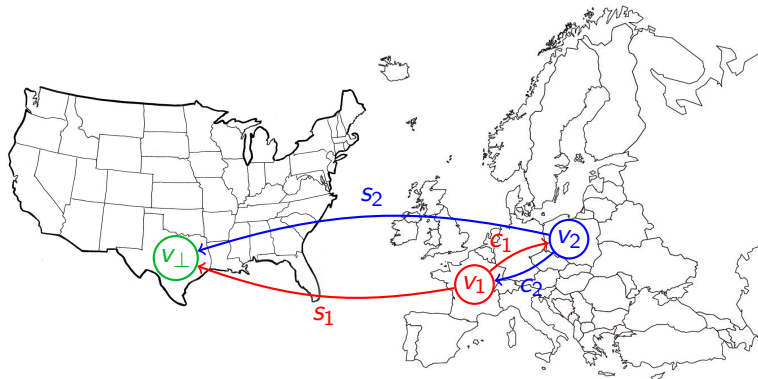 s₂
c₁
v₂
v⊥
v₁
c₂
s₁